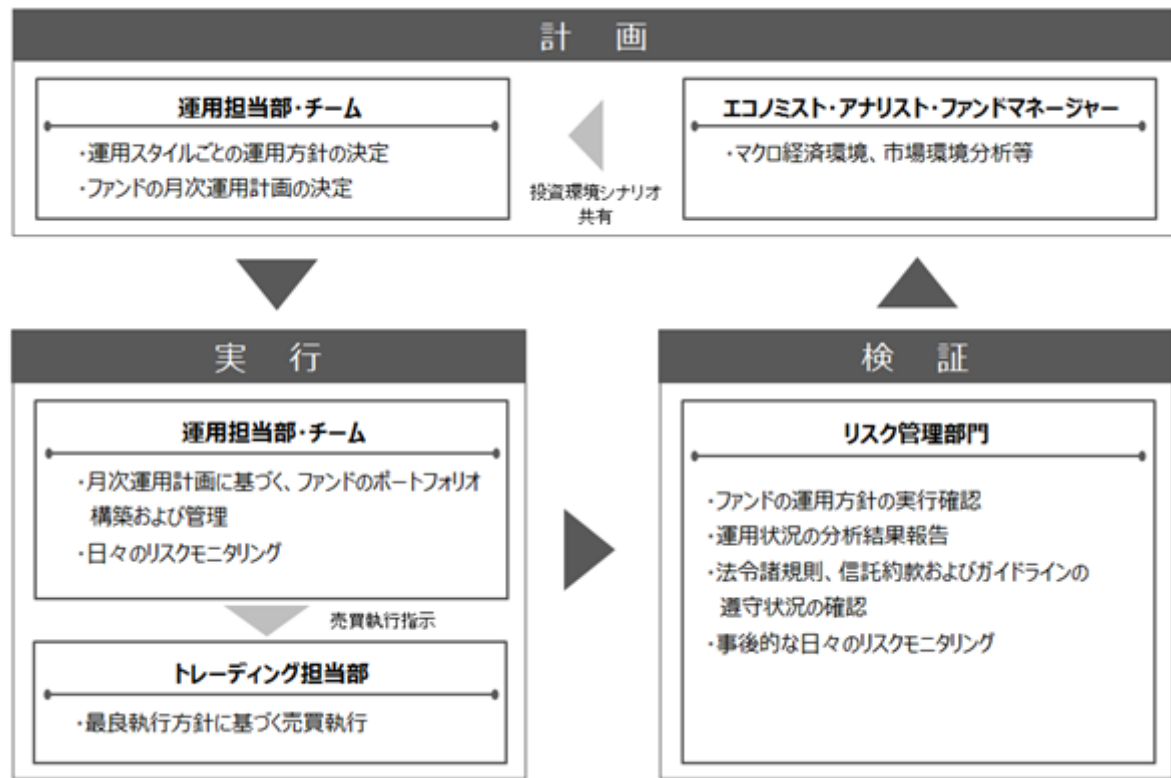 計 画
運用担当部・チーム
・運用スタイルごとの運用方針の決定
・ファンドの月次運用計画の決定
投資環境シナリオ
共有
エコノミスト・アナリスト・ファンドマネージャー
・マクロ経済環境、市場環境分析等
実 行
運用担当部・チーム
・月次運用計画に基づく、ファンドのポートフォリオ
構築および管理
・日々のリスクモニタリング
売買執行指示
トレーディング担当部
・最良執行方針に基づく売買執行
検 証
リスク管理部門
・ファンドの運用方針の実行確認
・運用状況の分析結果報告
・法令諸規則、信託約款およびガイドラインの
遵守状況の確認
・事後的な日々のリスクモニタリング